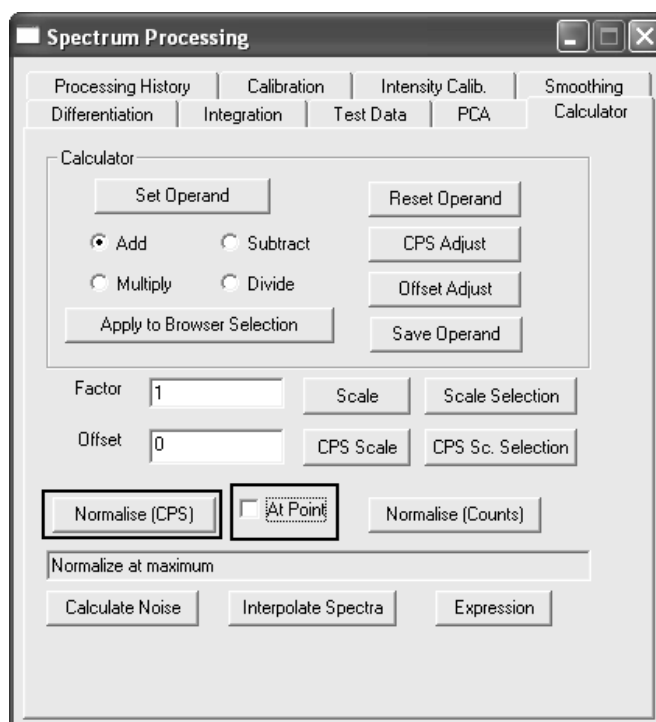 Spectrum Processing
Processing History Calibration Intensity Calib. Smoothing
Differentiation Integration Test Data PCA Calculator
Calculator
Set Operand Reset Operand
Add Subtract CPS Adjust
Multiply Divide Offset Adjust
Apply to Browser Selection Save Operand
Factor 1 Scale Scale Selection
Offset 0 CPS Scale CPS Sc. Selection
Normalise (CPS) At Point Normalise (Counts)
Normalize at maximum
Calculate Noise Interpolate Spectra Expression